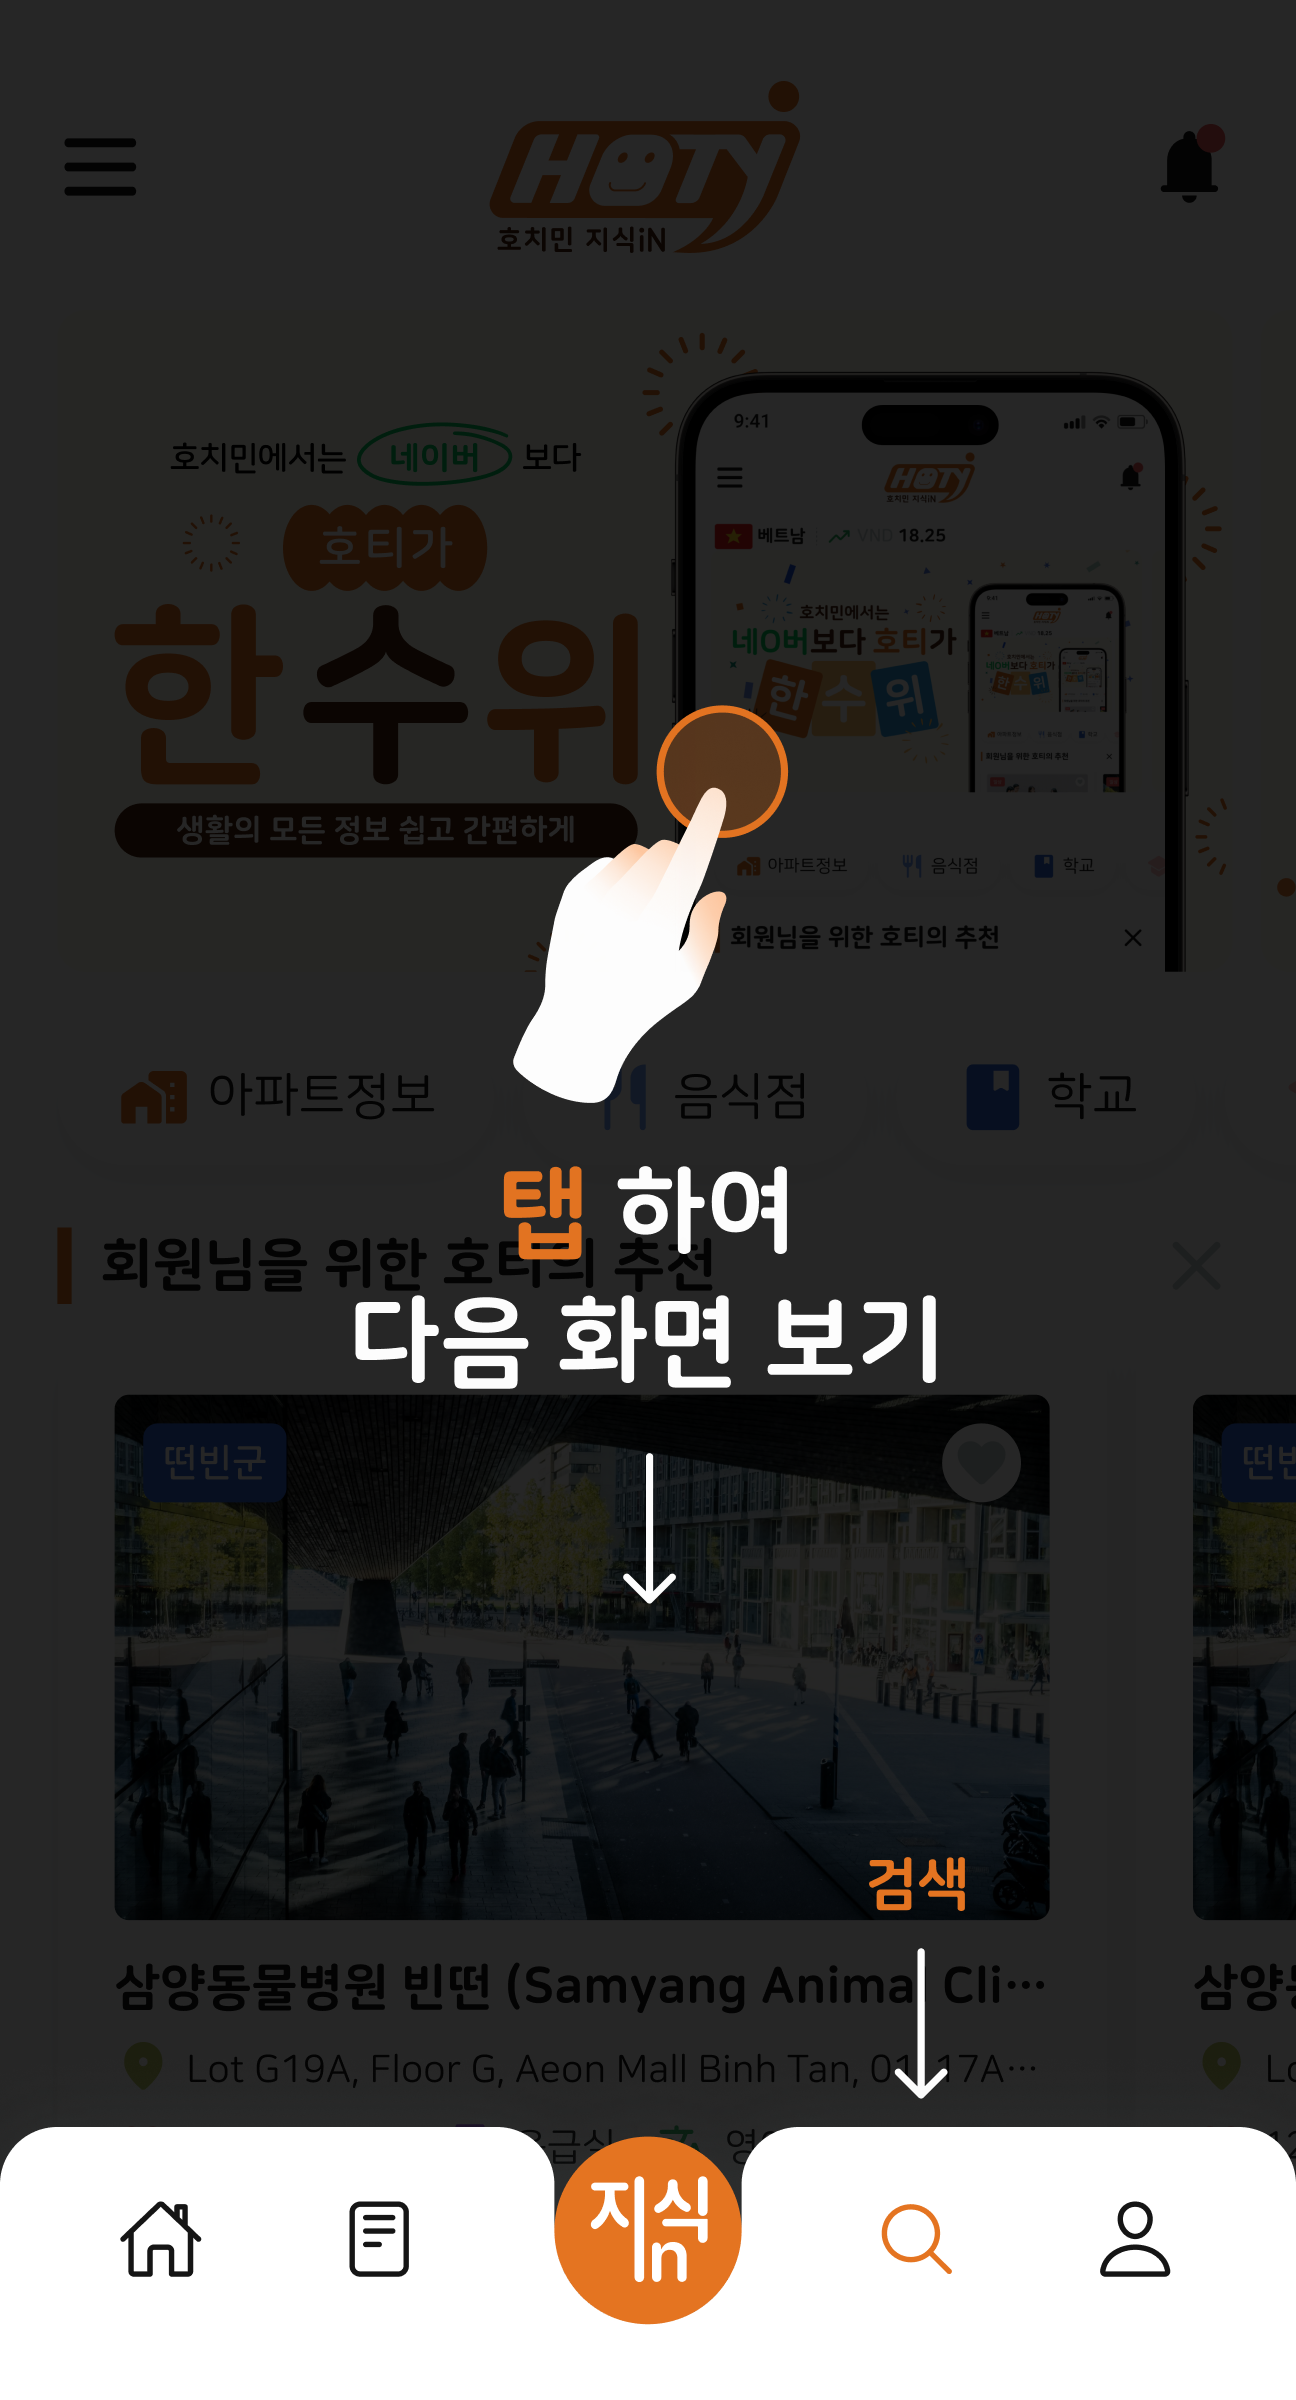 HOTY
호치민 지식iN
호치민에서는 네이버 보다
호티가
한수위
생활의 모든 정보 쉽고 간편하게
9:41
HOTY
호치민 지식iN
베트남 VND 18.25
호치민에서는
네이버보다 호티가
한수위
아파트정보 음식점 학교
회원님을 위한 호티의 추천
아파트정보 음식점 학교
탭 하여
회원님을 위한 호티의 추천
다음 화면 보기
떤빈군
검색
삼양동물병원 빈떤 (Samyang Animal Cli…
Lot G19A, Floor G, Aeon Mall Binh Tan, 01 17A…
지식
in